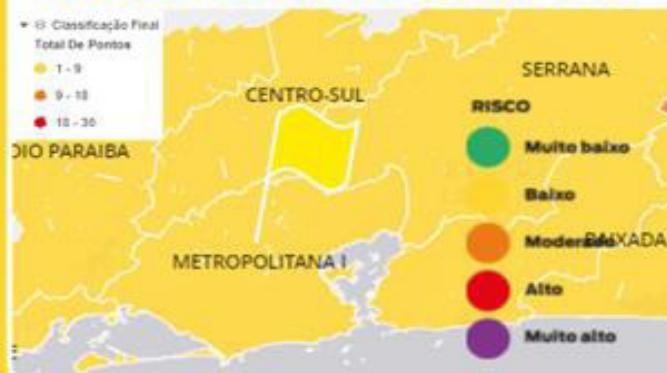 Classificação Final
Total De Pontos
1 - 9
9 - 18
18 - 30
SERRANA
CENTRO-SUL
RISCO
DIO PARAIBA
Muito baixo
Baixo
Moderado
BAIXADA
METROPOLITANA I
Alto
Muito alto